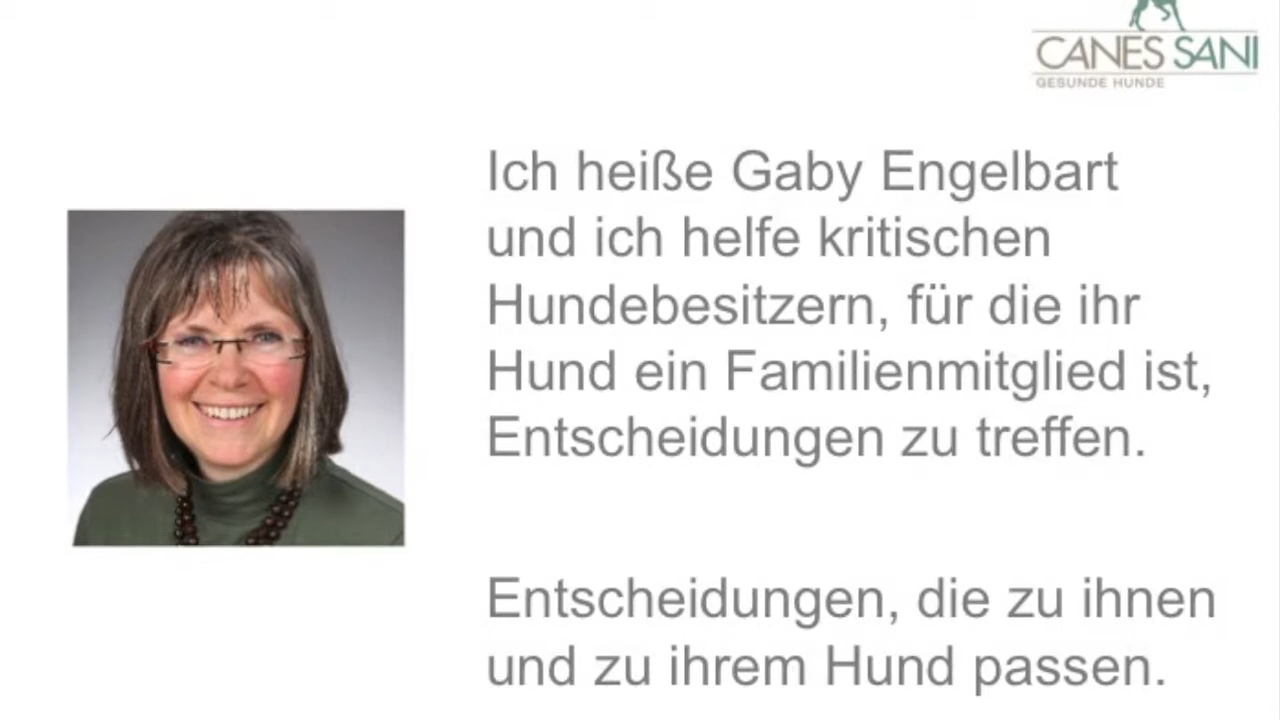 CANES SANI
GESUNDE HUNDE
Ich heiße Gaby Engelbart
und ich helfe kritischen
Hundebesitzern, für die ihr
Hund ein Familienmitglied ist,
Entscheidungen zu treffen.
Entscheidungen, die zu ihnen
und zu ihrem Hund passen.